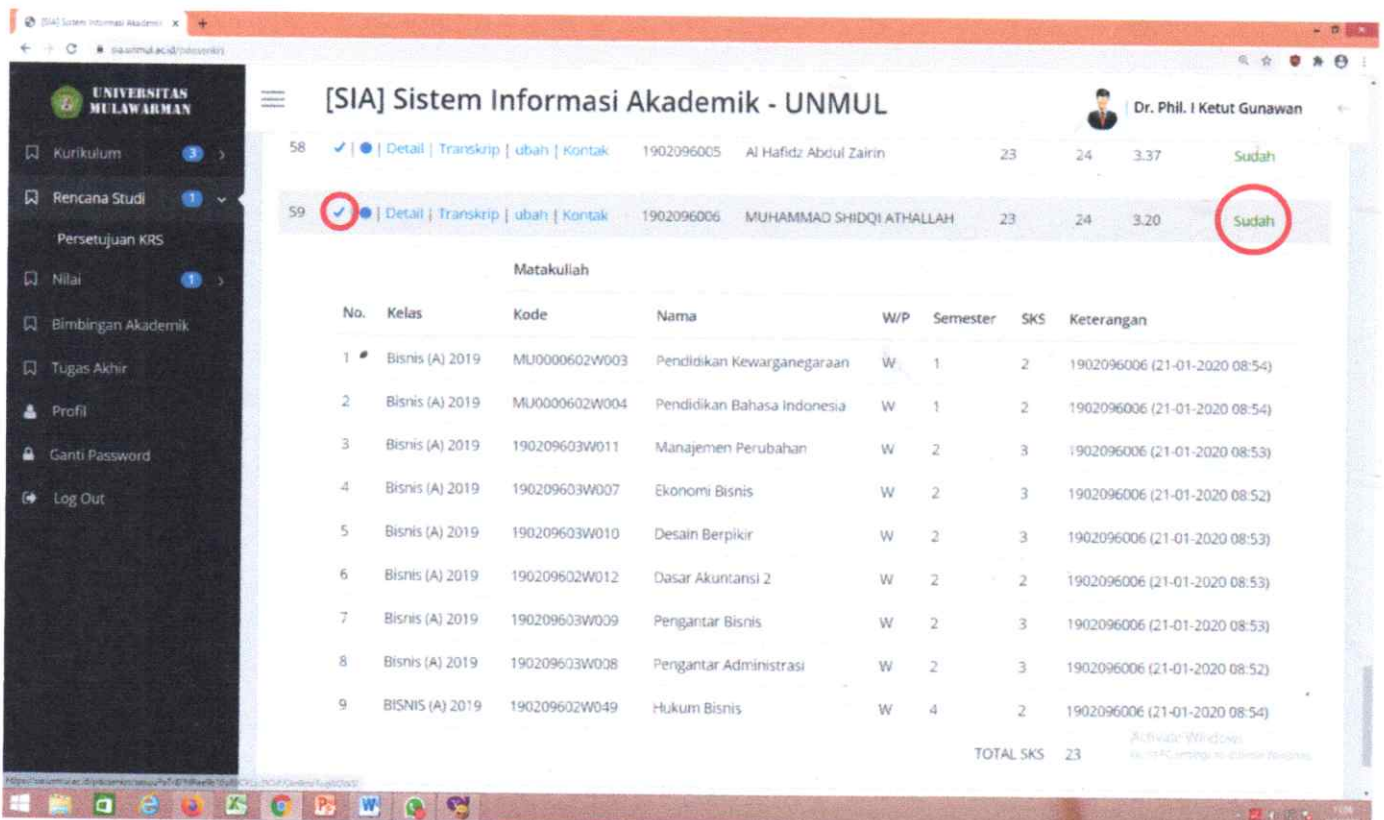 [SIA] Sistem Informasi Akademik
UNIVERSITAS
MULAWARMAN
[SIA] Sistem Informasi Akademik - UNMUL
Dr. Phil. I Ketut Gunawan
Kurikulum 3
Rencana Studi 1
Persetujuan KRS
Nilai 1
Bimbingan Akademik
Tugas Akhir
Profil
Ganti Password
Log Out
58 | Detail | Transkrip | ubah | Kontak 1902096005 Al Hafidz Abdul Zairin 23 24 3.37 Sudah
59 | Detail | Transkrip | ubah | Kontak 1902096006 MUHAMMAD SHIDQI ATHALLAH 23 24 3.20 Sudah
Matakuliah
No. Kelas Kode Nama W/P Semester SKS Keterangan
1 Bisnis (A) 2019 MU0000602W003 Pendidikan Kewarganegaraan W 1 2 1902096006 (21-01-2020 08:54)
2 Bisnis (A) 2019 MU0000602W004 Pendidikan Bahasa Indonesia W 1 2 1902096006 (21-01-2020 08:54)
3 Bisnis (A) 2019 190209603W011 Manajemen Perubahan W 2 3 1902096006 (21-01-2020 08:53)
4 Bisnis (A) 2019 190209603W007 Ekonomi Bisnis W 2 3 1902096006 (21-01-2020 08:52)
5 Bisnis (A) 2019 190209603W010 Desain Berpikir W 2 3 1902096006 (21-01-2020 08:53)
6 Bisnis (A) 2019 190209602W012 Dasar Akuntansi 2 W 2 2 1902096006 (21-01-2020 08:53)
7 Bisnis (A) 2019 190209603W009 Pengantar Bisnis W 2 3 1902096006 (21-01-2020 08:53)
8 Bisnis (A) 2019 190209603W008 Pengantar Administrasi W 2 3 1902096006 (21-01-2020 08:52)
9 BISNIS (A) 2019 190209602W049 Hukum Bisnis W 4 2 1902096006 (21-01-2020 08:54)
TOTAL SKS 23
Activate Windows